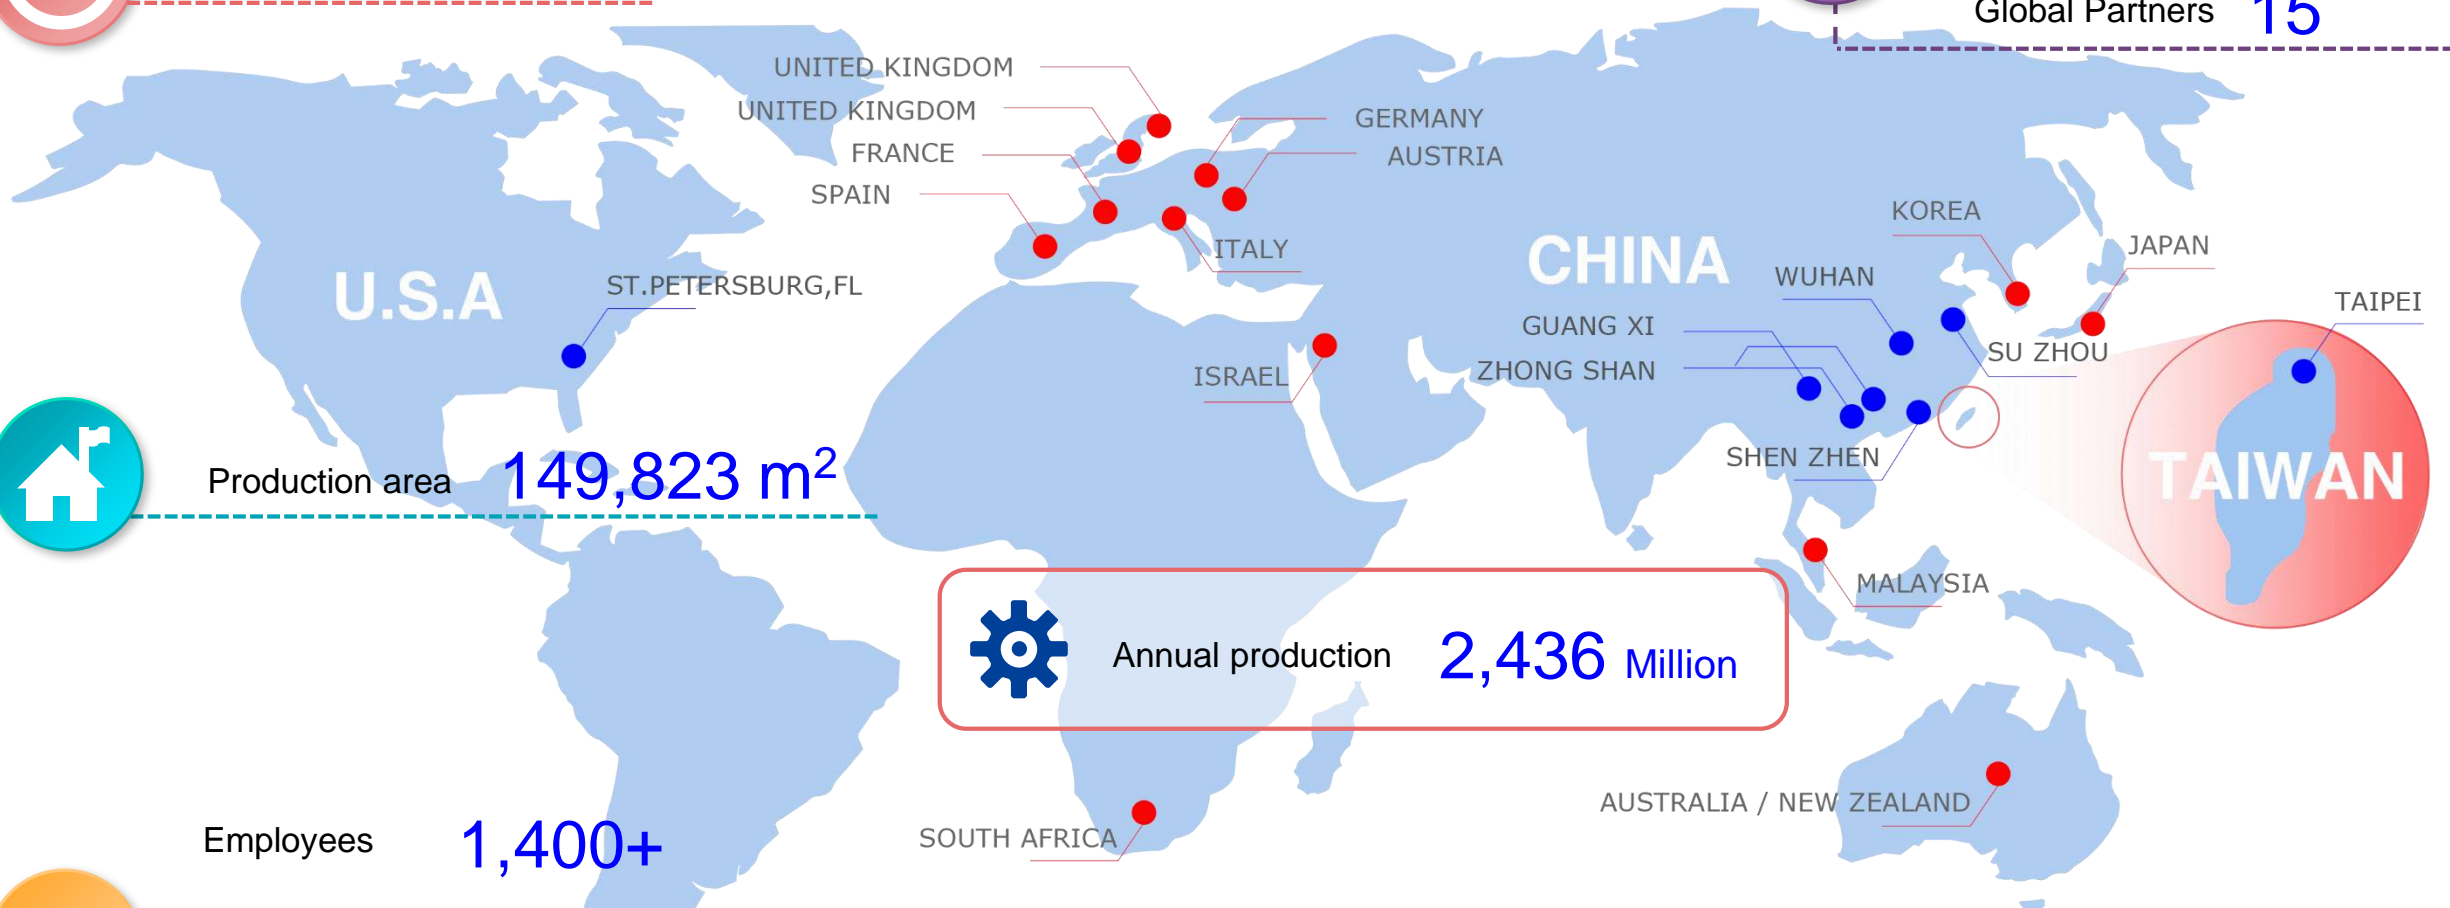 Global Partners 15
UNITED KINGDOM
UNITED KINGDOM
GERMANY
FRANCE
AUSTRIA
SPAIN
KOREA
ITALY
JAPAN
CHINA
WUHAN
U.S.A
ST.PETERSBURG,FL
TAIPEI
GUANG XI
SU ZHOU
ZHONG SHAN
ISRAEL
SHEN ZHEN
TAIWAN
Production area 149,823 m²
MALAYSIA
Annual production 2,436 Million
AUSTRALIA / NEW ZEALAND
SOUTH AFRICA
Employees 1,400+